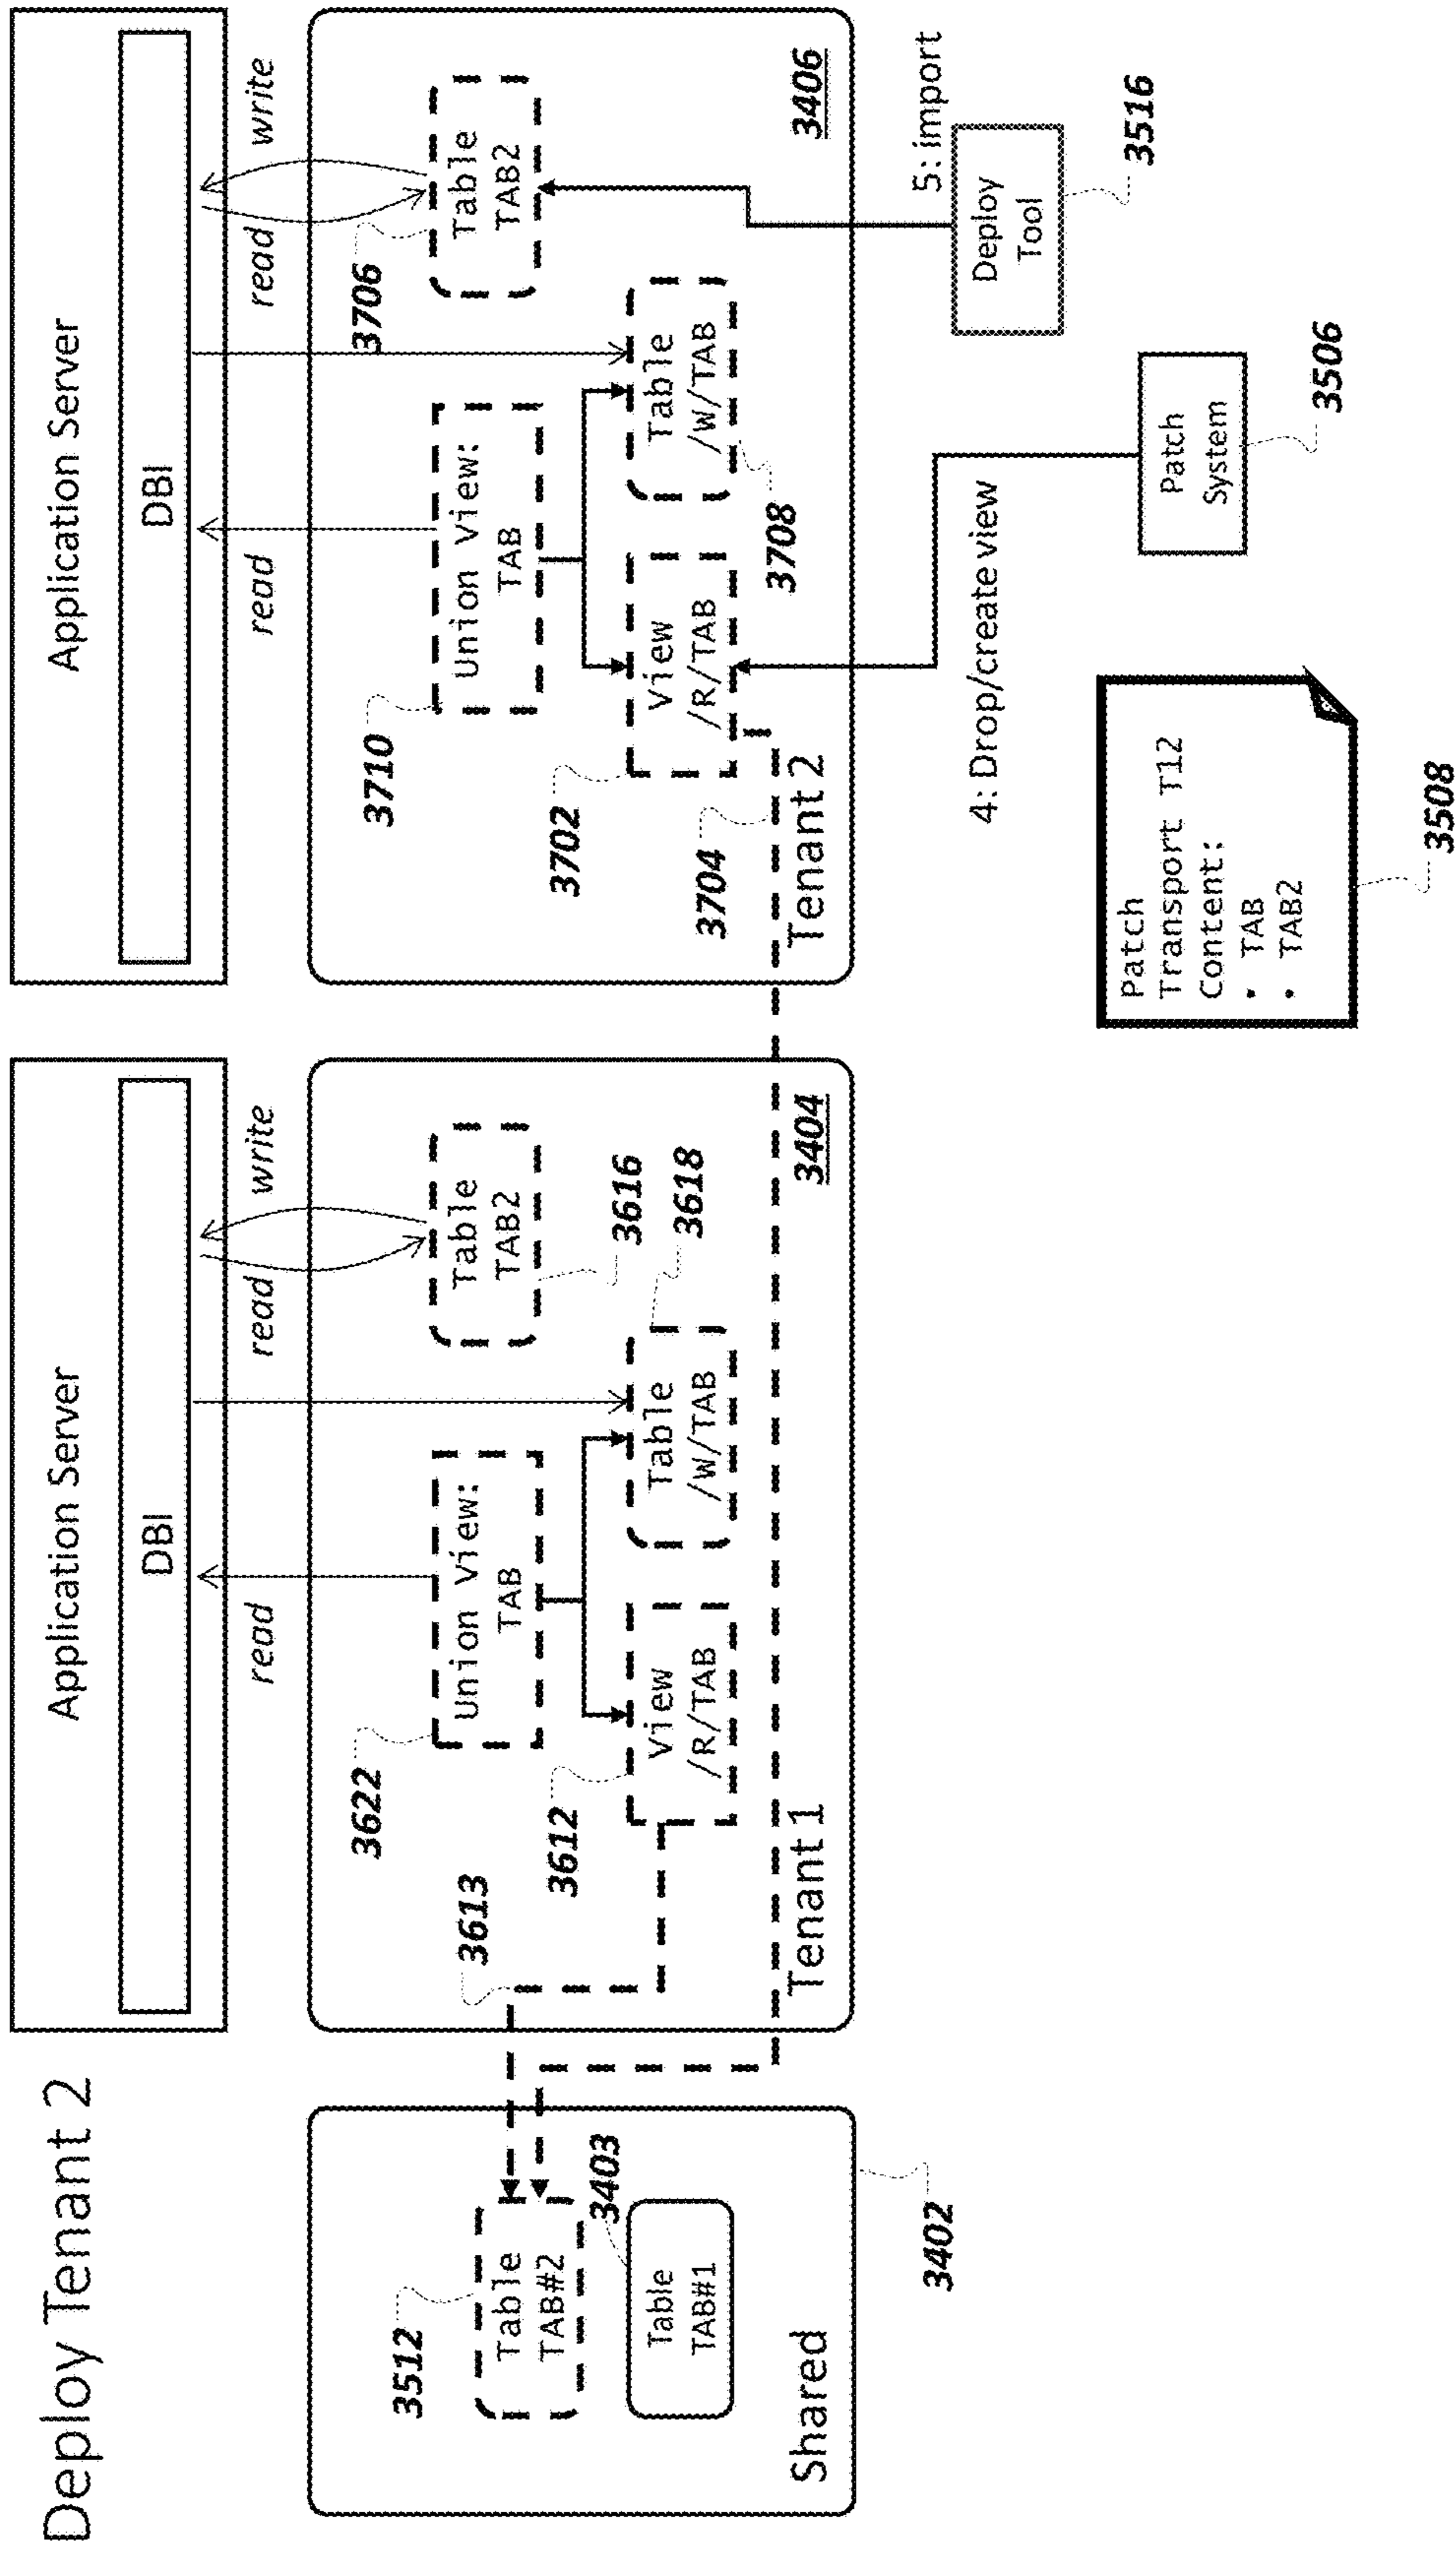 Deploy Tenant 2
Application Server
DBI
read
read
write
3622
Union View:
TAB
Table
TAB2
3616
3613
3612
View
/R/TAB
Table
/W/TAB
3618
Tenant 1
3404
Application Server
DBI
read
read
write
3710
Union View:
TAB
3706
Table
TAB2
3702
View
/R/TAB
Table
/W/TAB
3708
3704
Tenant 2
3406
3512
Table
TAB#2
3403
Table
TAB#1
Shared
3402
4: Drop/create view
5: import
Deploy
Tool
3516
Patch
System
3506
Patch
Transport T12
Content:
• TAB
• TAB2
3508